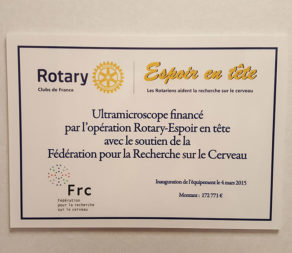 Rotary
Clubs de France
Espoir en tête
Les Rotariens aident la recherche sur le cerveau
Ultramicroscope financé
par l'opération Rotary-Espoir en tête
avec le soutien de la
Fédération pour la Recherche sur le Cerveau
Frc
Fédération
pour la recherche
sur le cerveau
Inauguration de l'équipement le 4 mars 2015
Montant : 272 771 €